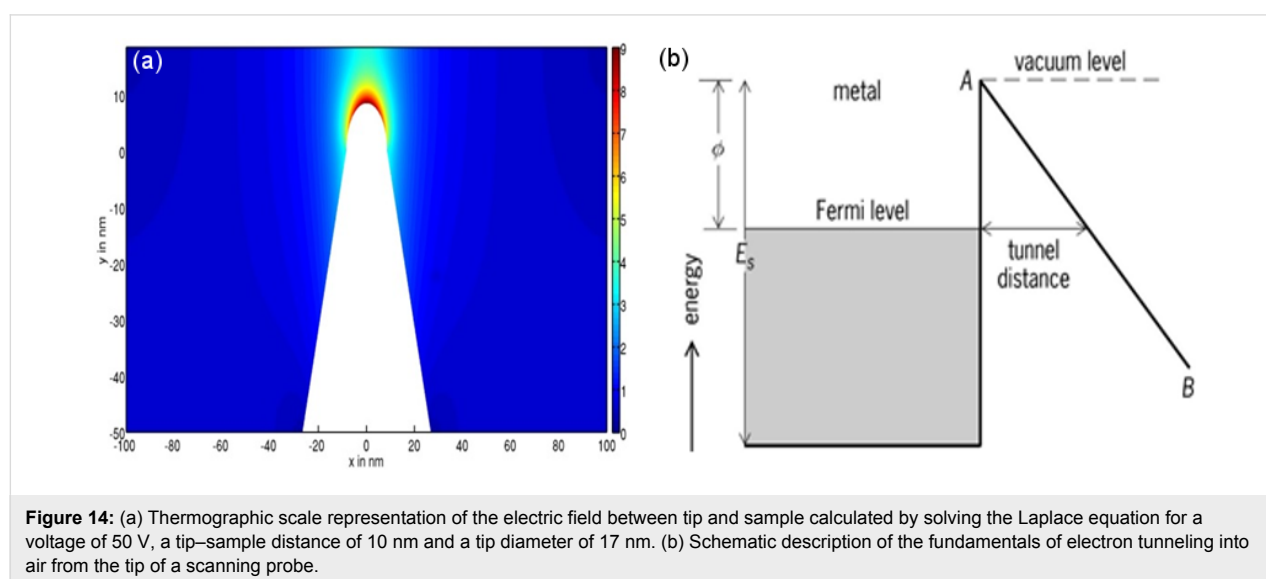 (a)
9
8
7
6
5
4
3
2
1
0
10
0
-10
-20
-30
-40
-50
y in nm
-100 -80 -60 -40 -20 0 20 40 60 80 100
x in nm
(b)
A vacuum level
metal
ϕ
Fermi level
E_s
tunnel
distance
energy
B
Figure 14: (a) Thermographic scale representation of the electric field between tip and sample calculated by solving the Laplace equation for a
voltage of 50 V, a tip–sample distance of 10 nm and a tip diameter of 17 nm. (b) Schematic description of the fundamentals of electron tunneling into
air from the tip of a scanning probe.